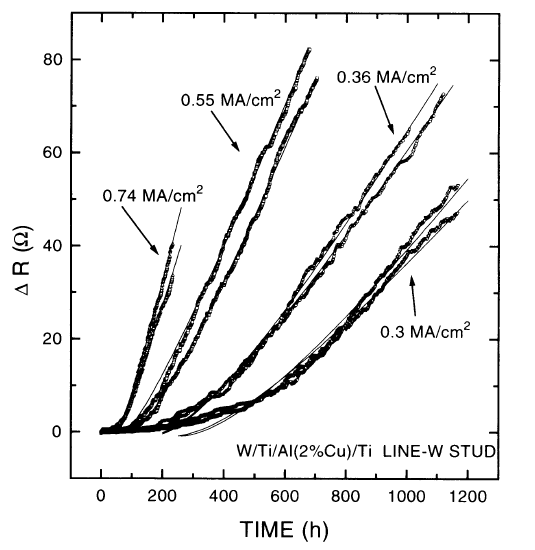 80
60
40
20
0
Δ R (Ω)
0.55 MA/cm²
0.36 MA/cm²
0.74 MA/cm²
0.3 MA/cm²
W/Ti/Al(2%Cu)/Ti LINE-W STUD
0 200 400 600 800 1000 1200
TIME (h)